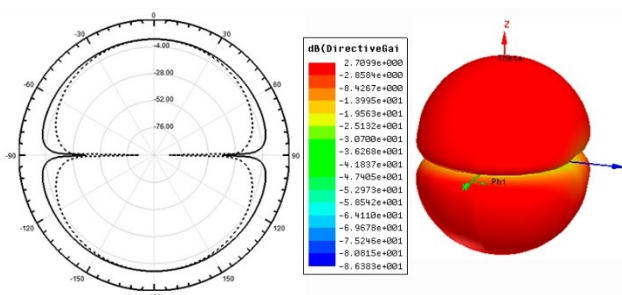 0
-30
30
-4.00
-60
60
-28.00
-52.00
-76.00
-90
90
-120
120
-150
150
-180
dB(DirectiveGai
2.7099e+000
-2.8584e+000
-8.4267e+000
-1.3995e+001
-1.9563e+001
-2.5132e+001
-3.0700e+001
-3.6268e+001
-4.1837e+001
-4.7405e+001
-5.2973e+001
-5.8542e+001
-6.4110e+001
-6.9678e+001
-7.5246e+001
-8.0815e+001
-8.6383e+001
Z
Theta
Phi